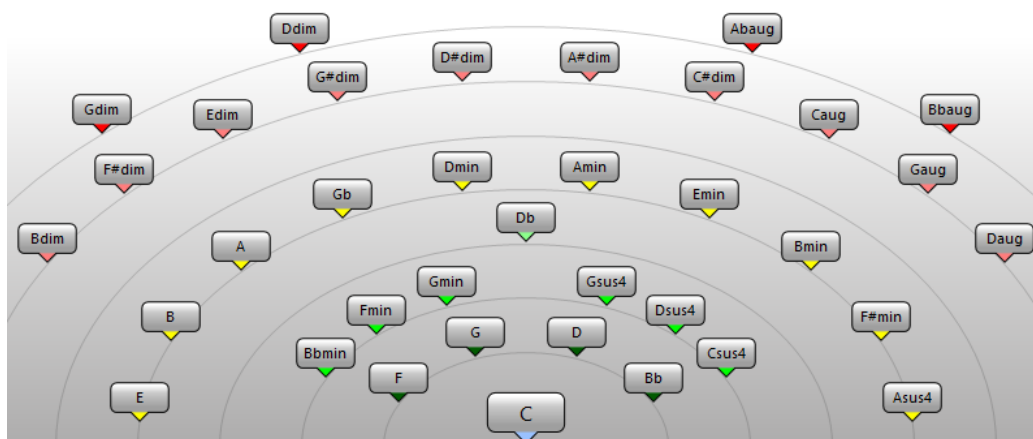 Ddim
Abaug
D#dim
A#dim
G#dim
C#dim
Gdim
Edim
Caug
Bbaug
F#dim
Dmin
Amin
Gaug
Gb
Emin
Db
Bdim
A
Bmin
Daug
Gmin
Gsus4
B
Fmin
Dsus4
F#min
G
D
Bbmin
Csus4
F
Bb
E
C
Asus4